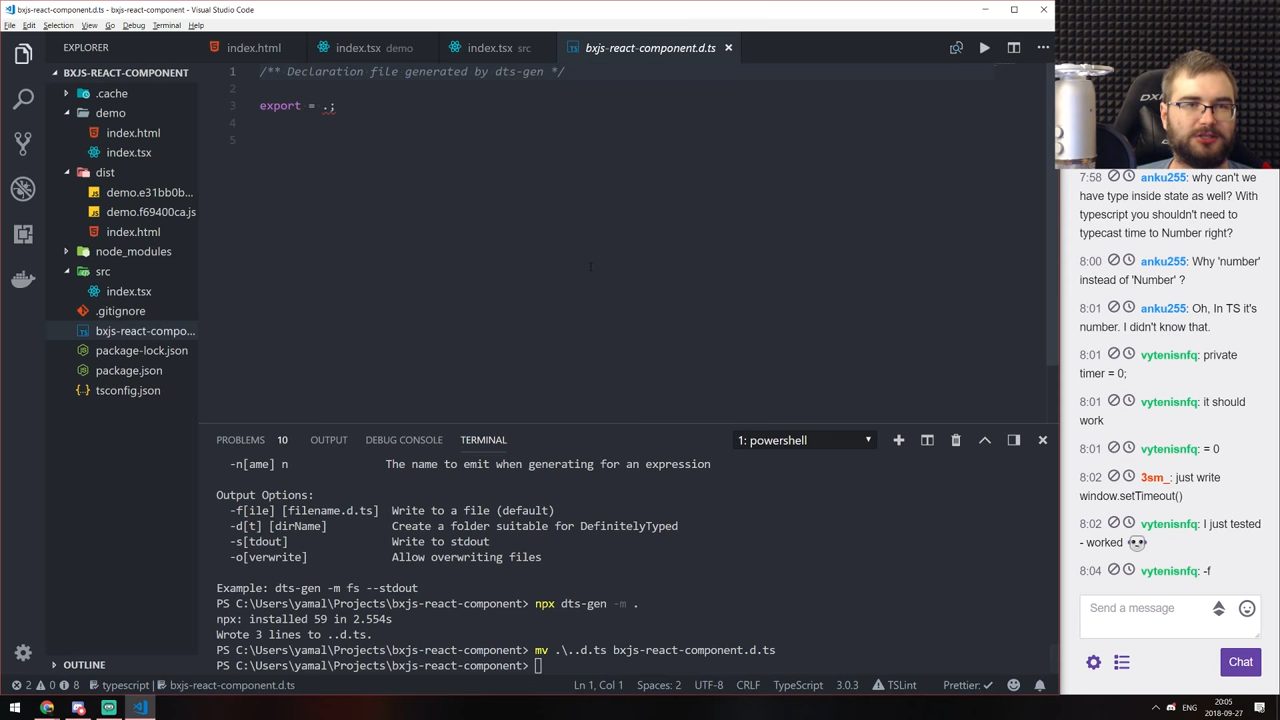 bxjs-react-component.d.ts - bxjs-react-component - Visual Studio Code
File Edit Selection View Go Debug Terminal Help
EXPLORER
index.html
index.tsx demo
index.tsx src
bxjs-react-component.d.ts
BXJS-REACT-COMPONENT
.cache
demo
index.html
index.tsx
dist
demo.e31bb0b...
demo.f69400ca.js
index.html
node_modules
src
index.tsx
.gitignore
bxjs-react-compo...
package-lock.json
package.json
tsconfig.json
OUTLINE
1 /** Declaration file generated by dts-gen */
2
3 export = .;
4
5
PROBLEMS 10 OUTPUT DEBUG CONSOLE TERMINAL 1: powershell
-n[ame] n The name to emit when generating for an expression
Output Options:
-f[ile] [filename.d.ts] Write to a file (default)
-d[t] [dirName] Create a folder suitable for DefinitelyTyped
-s[tdout] Write to stdout
-o[verwrite] Allow overwriting files
Example: dts-gen -m fs --stdout
PS C:\Users\yamal\Projects\bxjs-react-component> npx dts-gen -m .
npx: installed 59 in 2.554s
Wrote 3 lines to ..d.ts.
PS C:\Users\yamal\Projects\bxjs-react-component> mv .\..d.ts bxjs-react-component.d.ts
PS C:\Users\yamal\Projects\bxjs-react-component>
2 0 8 typescript | bxjs-react-component.d.ts Ln 1, Col 1 Spaces: 2 UTF-8 CRLF TypeScript 3.0.3 TSLint Prettier: ✓
7:58 anku255: why can't we
have type inside state as well? With
typescript you shouldn't need to
typecast time to Number right?
8:00 anku255: Why 'number'
instead of 'Number' ?
8:01 anku255: Oh, In TS it's
number. I didn't know that.
8:01 vytenisnfq: private
timer = 0;
8:01 vytenisnfq: it should
work
8:01 vytenisnfq: = 0
8:02 3sm_: just write
window.setTimeout()
8:02 vytenisnfq: I just tested
- worked
8:04 vytenisnfq: -f
Send a message
Chat
ENG
20:05
2018-09-27